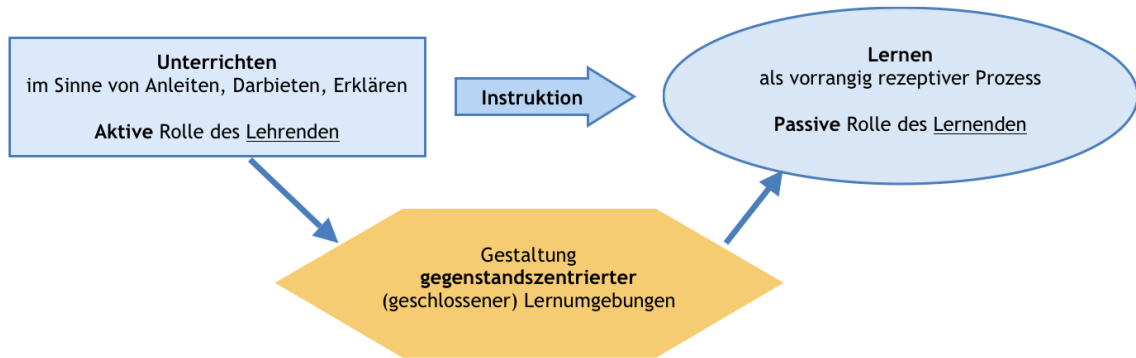 Unterrichten
im Sinne von Anleiten, Darbieten, Erklären
Aktive Rolle des Lehrenden
Instruktion
Lernen
als vorrangig rezeptiver Prozess
Passive Rolle des Lernenden
Gestaltung
gegenstandszentrierter
(geschlossener) Lernumgebungen